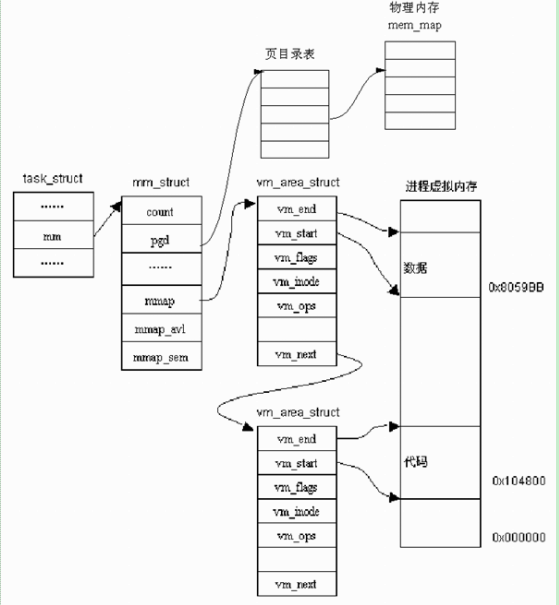 物理内存
mem_map
页目录表
task_struct
mm_struct
vm_area_struct
进程虚拟内存
......
mm
......
count
pgd
......
mmap
mmap_avl
mmap_sem
vm_end
vm_start
vm_flags
vm_inode
vm_ops
vm_next
数据
0x8059BB
vm_area_struct
vm_end
vm_start
vm_flags
vm_inode
vm_ops
vm_next
代码
0x104800
0x000000